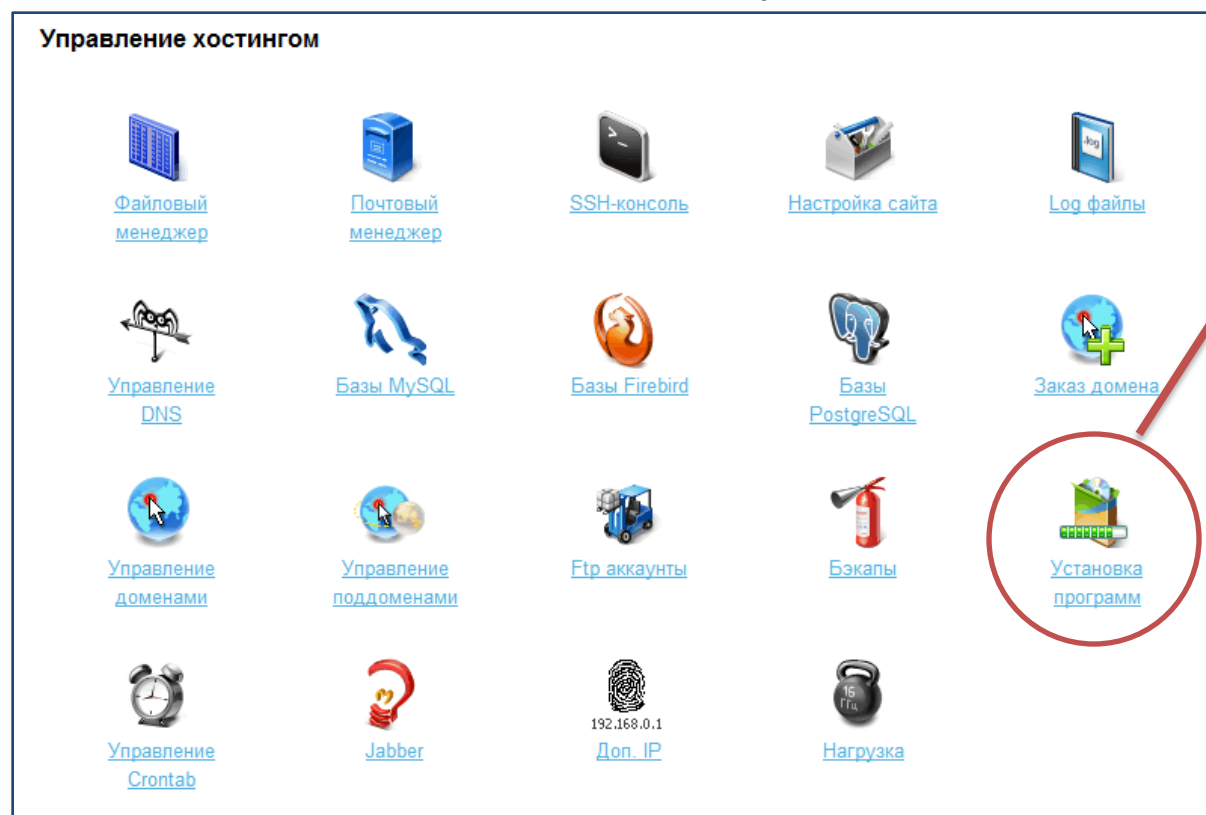 Управление хостингом
>_
.log
Файловый
менеджер
Почтовый
менеджер
SSH-консоль
Настройка сайта
Log файлы
Управление
DNS
Базы MySQL
Базы Firebird
Базы
PostgreSQL
Заказ домена
Управление
доменами
Управление
поддоменами
Ftp аккаунты
Бэкапы
Установка
программ
16
ГГц
192.168.0.1
Управление
Crontab
Jabber
Доп. IP
Нагрузка